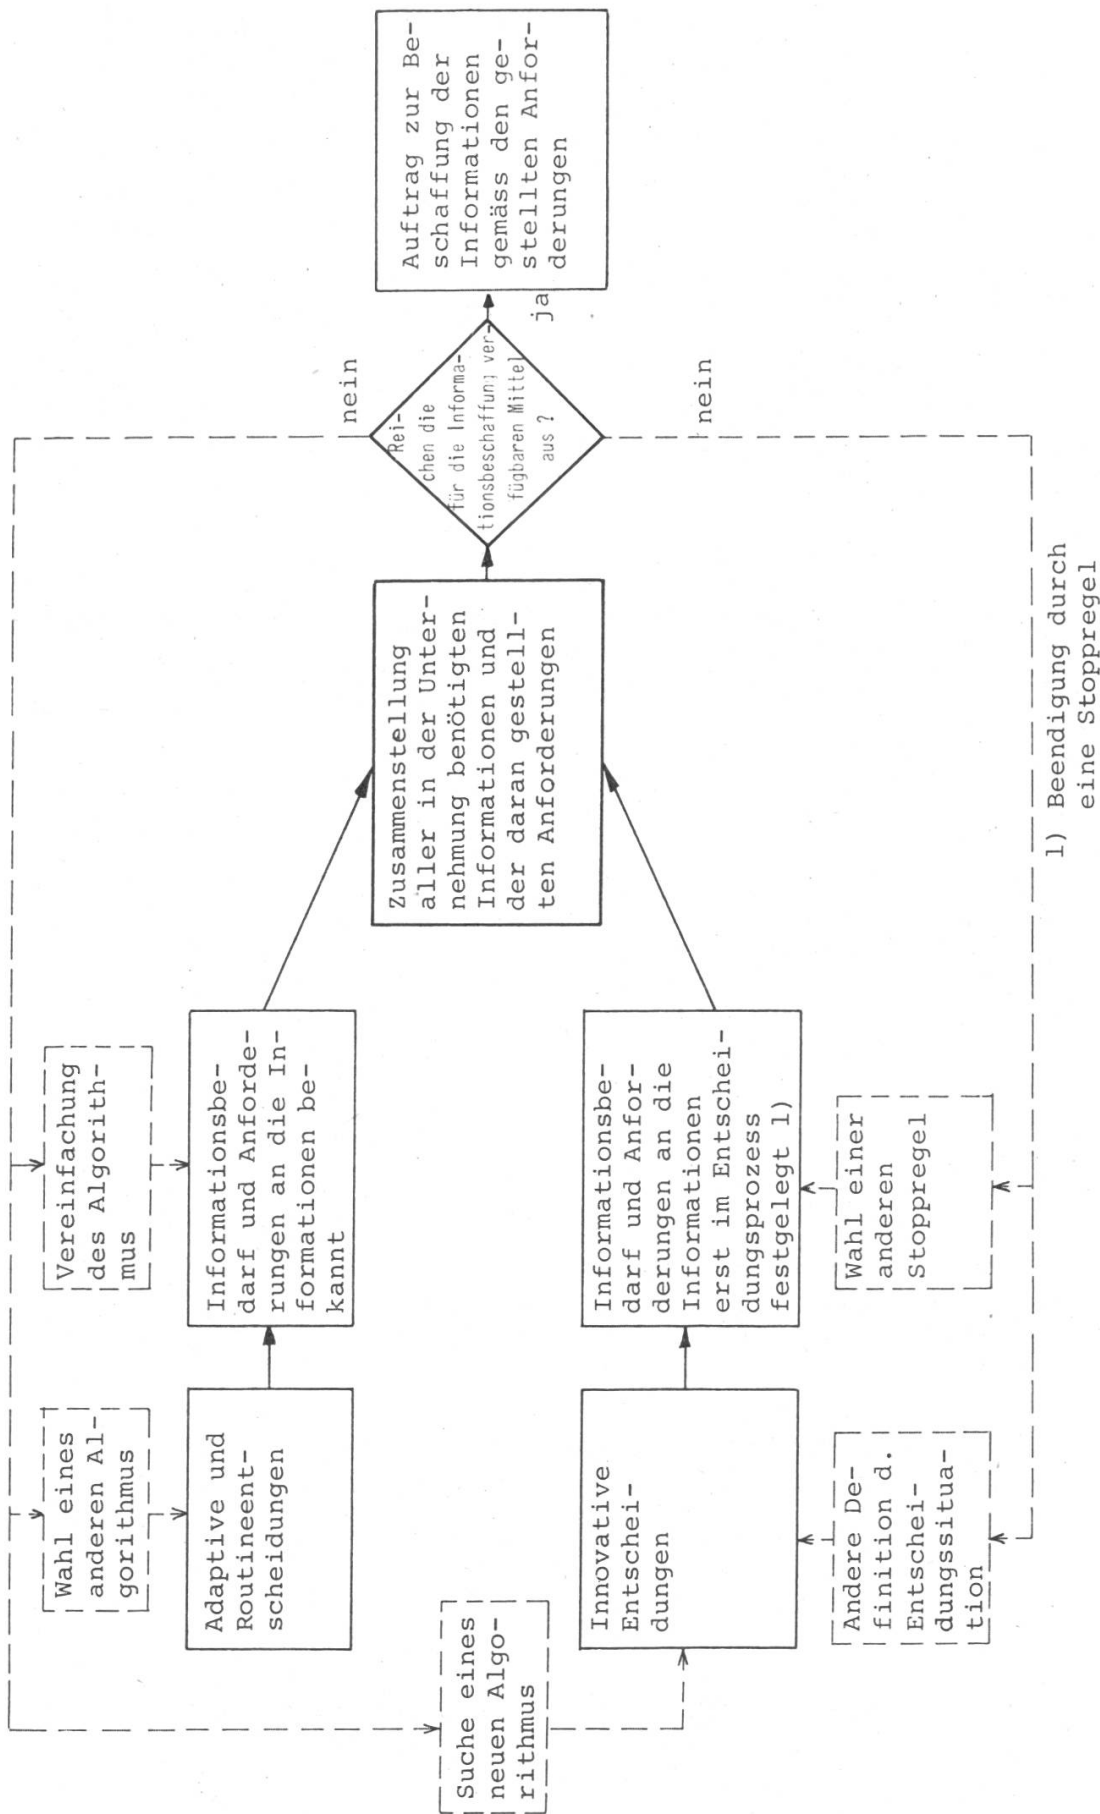 Suche eines
neuen Algo-
rithmus
Wahl eines
anderen Al-
gorithmus
Vereinfachung
des Algorith-
mus
Adaptive und
Routineent-
scheidungen
Informationsbe-
darf und Anforde-
rungen an die In-
formationen be-
kannt
Innovative
Entschei-
dungen
Informationsbe-
darf und Anfor-
derungen an die
Informationen
erst im Entschei-
dungsprozess
festgelegt 1)
Andere De-
finition d.
Entschei-
dungssitua-
tion
Wahl einer
anderen
Stoppregel
Zusammenstellung
aller in der Unter-
nehmung benötigten
Informationen und
der daran gestell-
ten Anforderungen
nein
Rei-
chen die
für die Informa-
tionsbeschaffung ver-
fügbaren Mittel
aus ?
ja
nein
Auftrag zur Be-
schaffung der
Informationen
gemäss den ge-
stellten Anfor-
derungen
1) Beendigung durch
eine Stoppregel